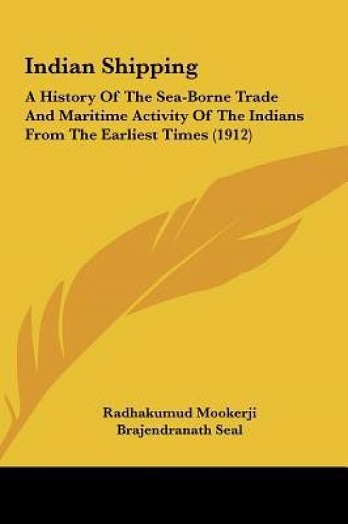 Indian Shipping
A History Of The Sea-Borne Trade
And Maritime Activity Of The Indians
From The Earliest Times (1912)
Radhakumud Mookerji
Brajendranath Seal